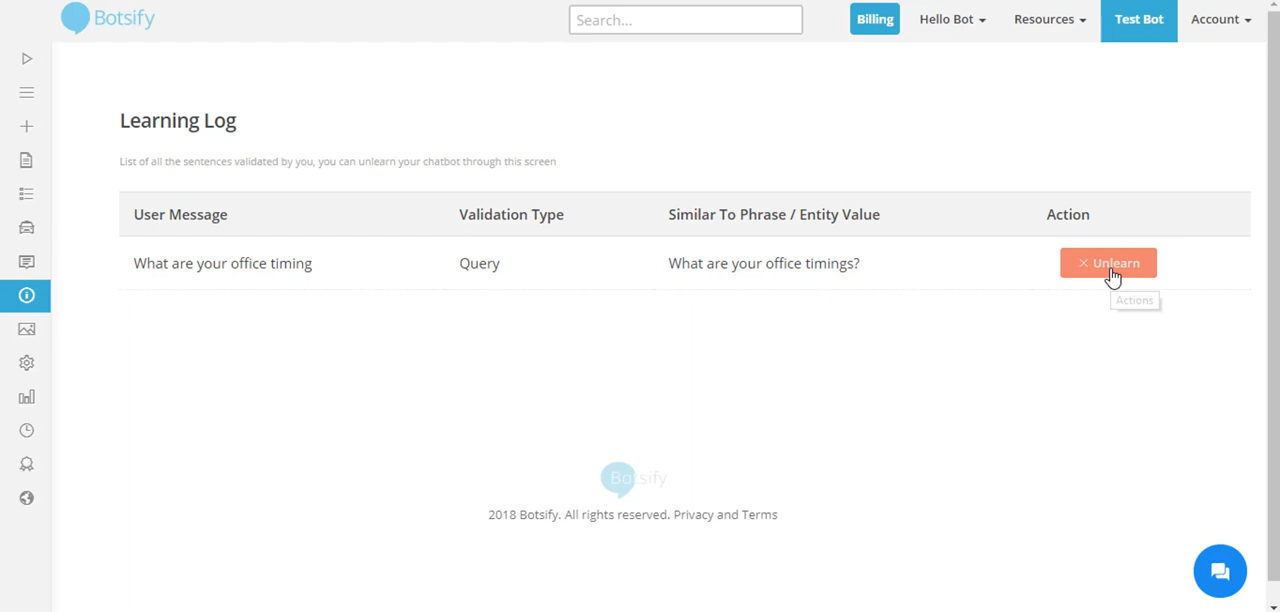 Botsify
Search...
Billing
Hello Bot
Resources
Test Bot
Account
Learning Log
List of all the sentences validated by you, you can unlearn your chatbot through this screen
User Message Validation Type Similar To Phrase / Entity Value Action
What are your office timing Query What are your office timings? × Unlearn
Actions
Botsify
2018 Botsify. All rights reserved. Privacy and Terms